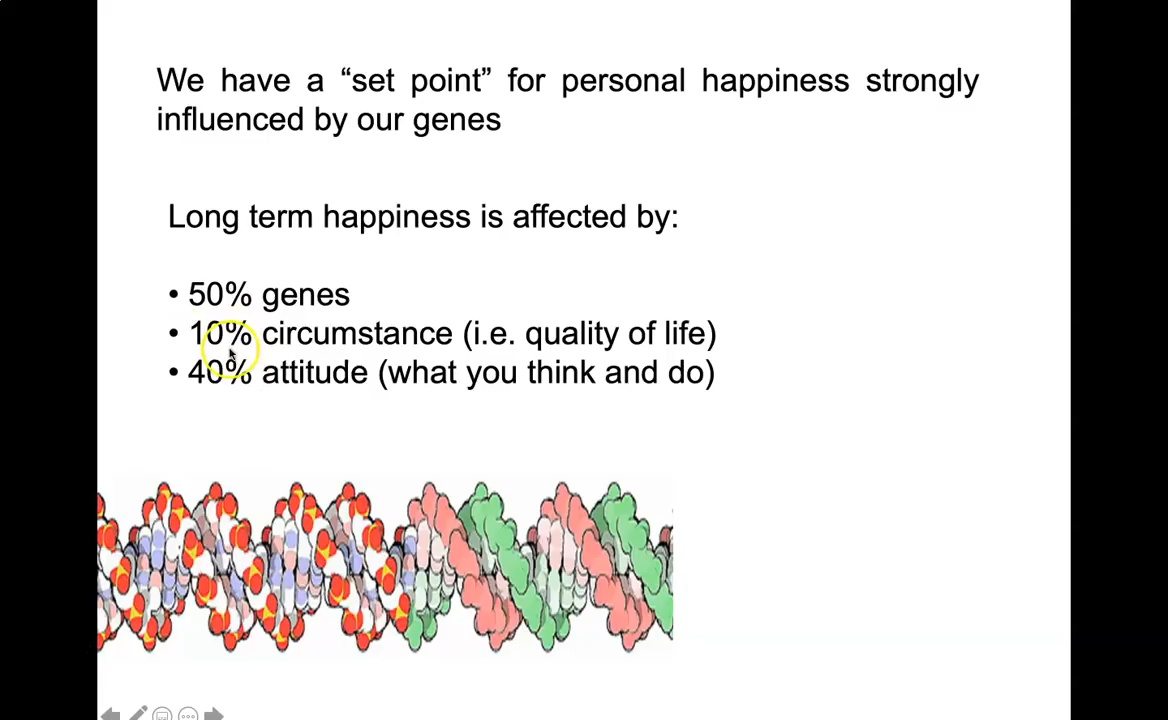 We have a “set point” for personal happiness strongly
influenced by our genes
Long term happiness is affected by:
• 50% genes
• 10% circumstance (i.e. quality of life)
• 40% attitude (what you think and do)